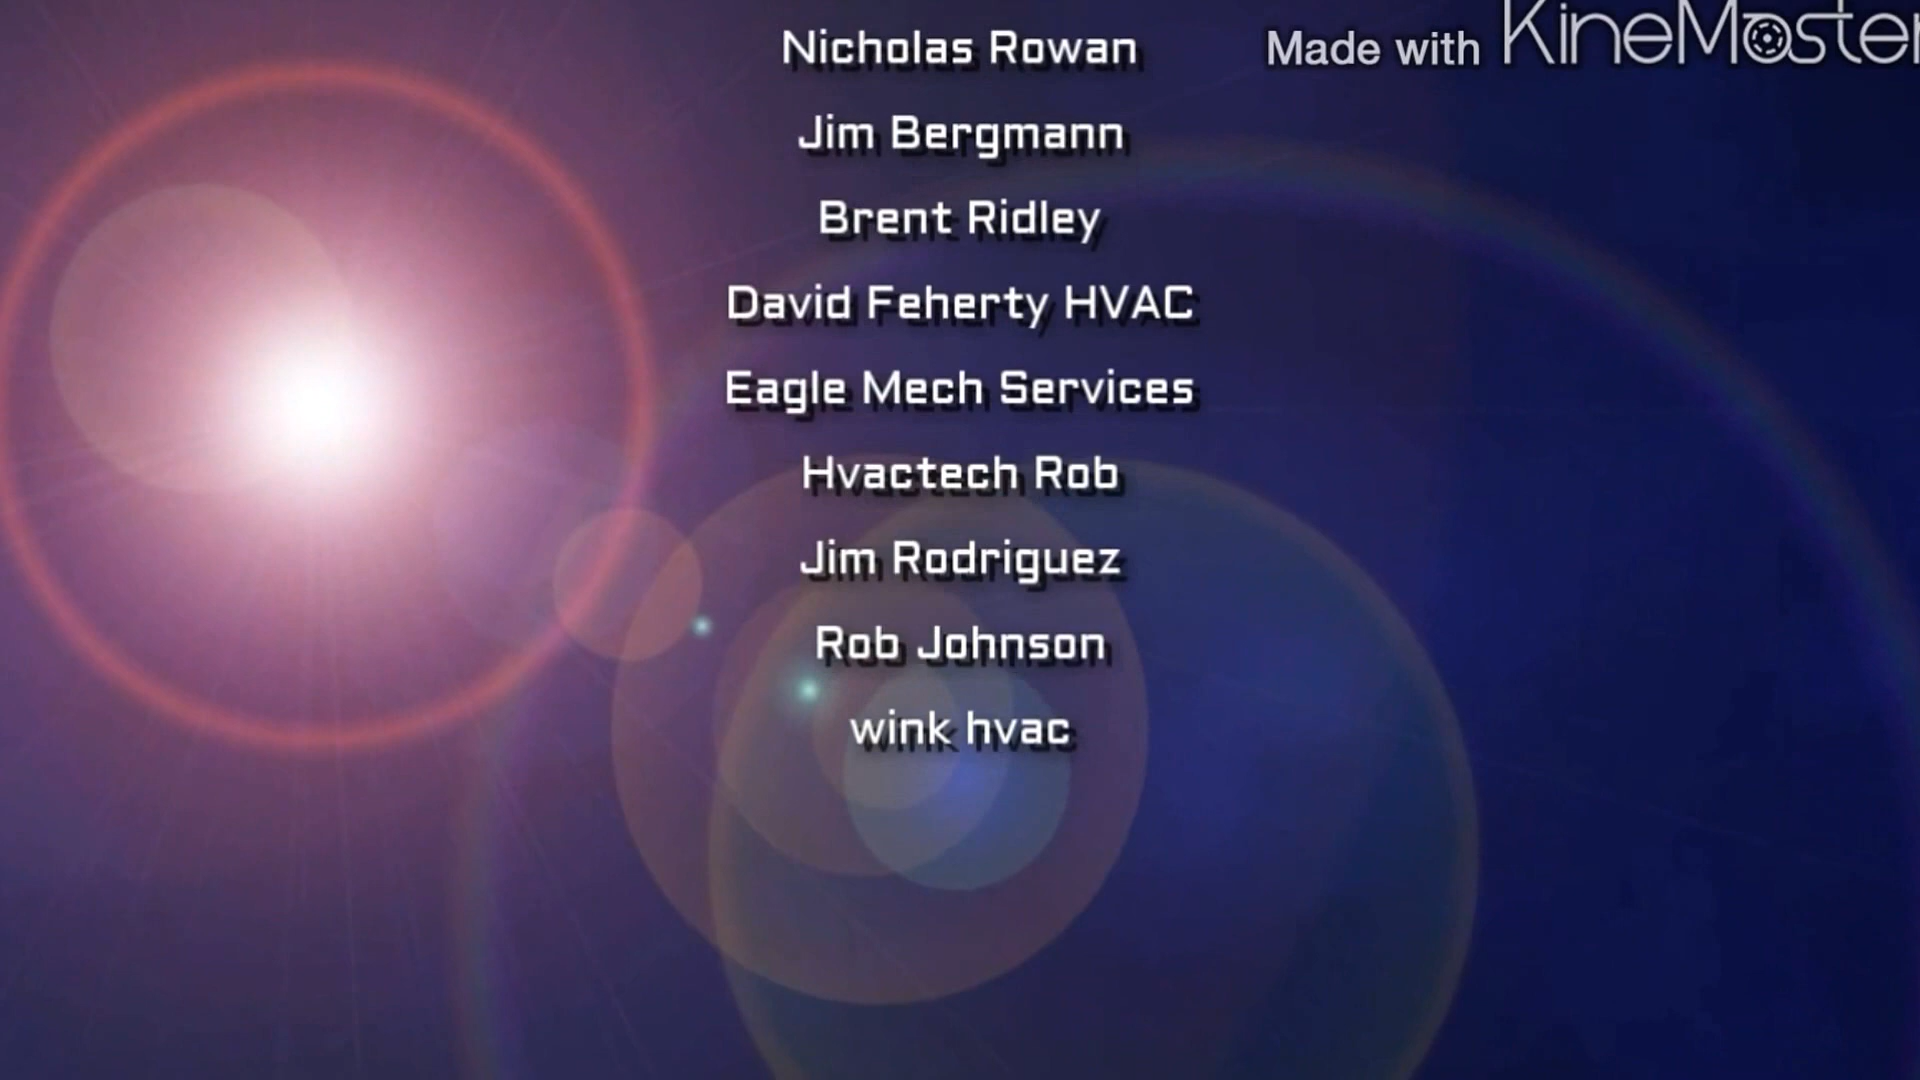 Nicholas Rowan
Made with KineMaster
Jim Bergmann
Brent Ridley
David Feherty HVAC
Eagle Mech Services
Hvactech Rob
Jim Rodriguez
Rob Johnson
wink hvac